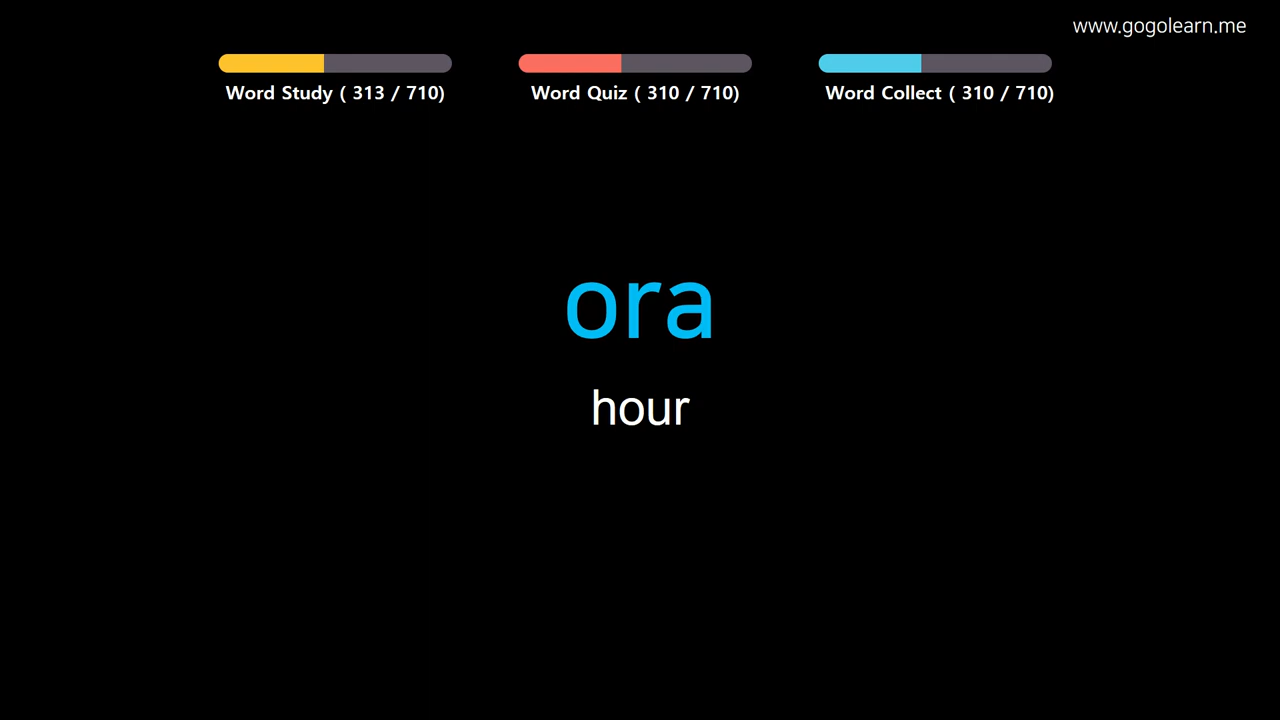 www.gogolearn.me
Word Study ( 313 / 710)
Word Quiz ( 310 / 710)
Word Collect ( 310 / 710)
ora
hour